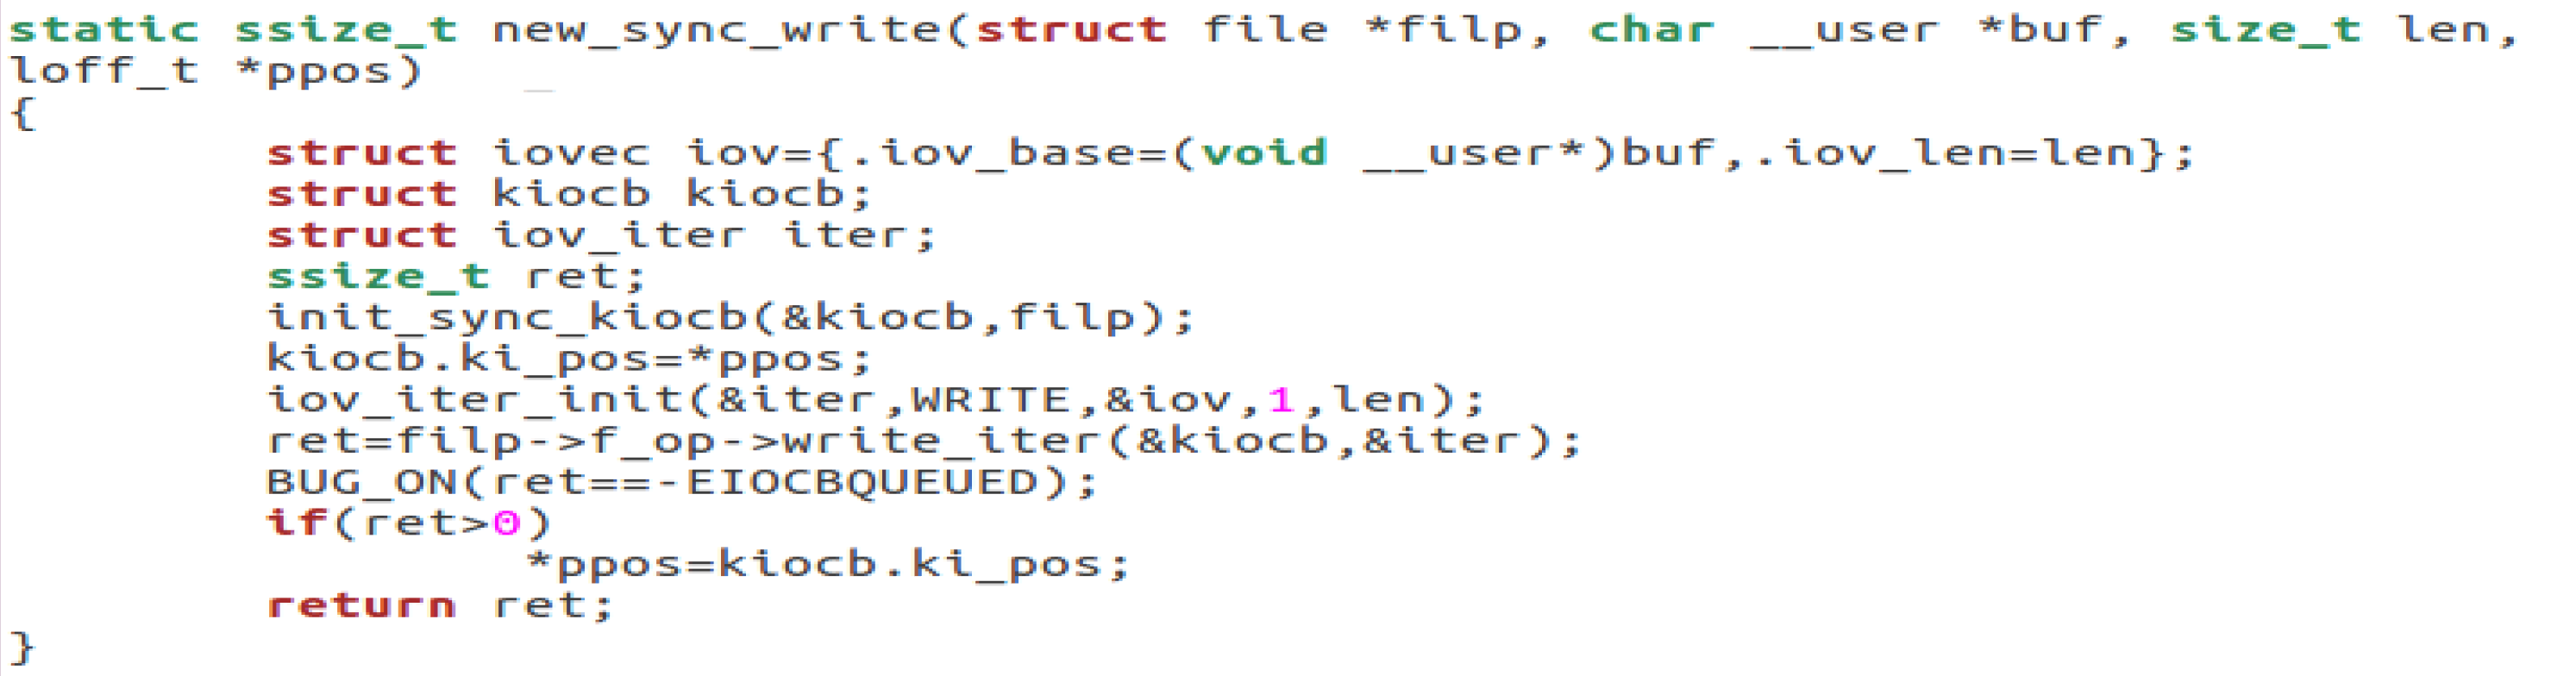 static ssize_t new_sync_write(struct file *filp, char __user *buf, size_t len,
loff_t *ppos)
{
        struct iovec iov={.iov_base=(void __user*)buf,.iov_len=len};
        struct kiocb kiocb;
        struct iov_iter iter;
        ssize_t ret;
        init_sync_kiocb(&kiocb,filp);
        kiocb.ki_pos=*ppos;
        iov_iter_init(&iter,WRITE,&iov,1,len);
        ret=filp->f_op->write_iter(&kiocb,&iter);
        BUG_ON(ret==-EIOCBQUEUED);
        if(ret>0)
                *ppos=kiocb.ki_pos;
        return ret;
}